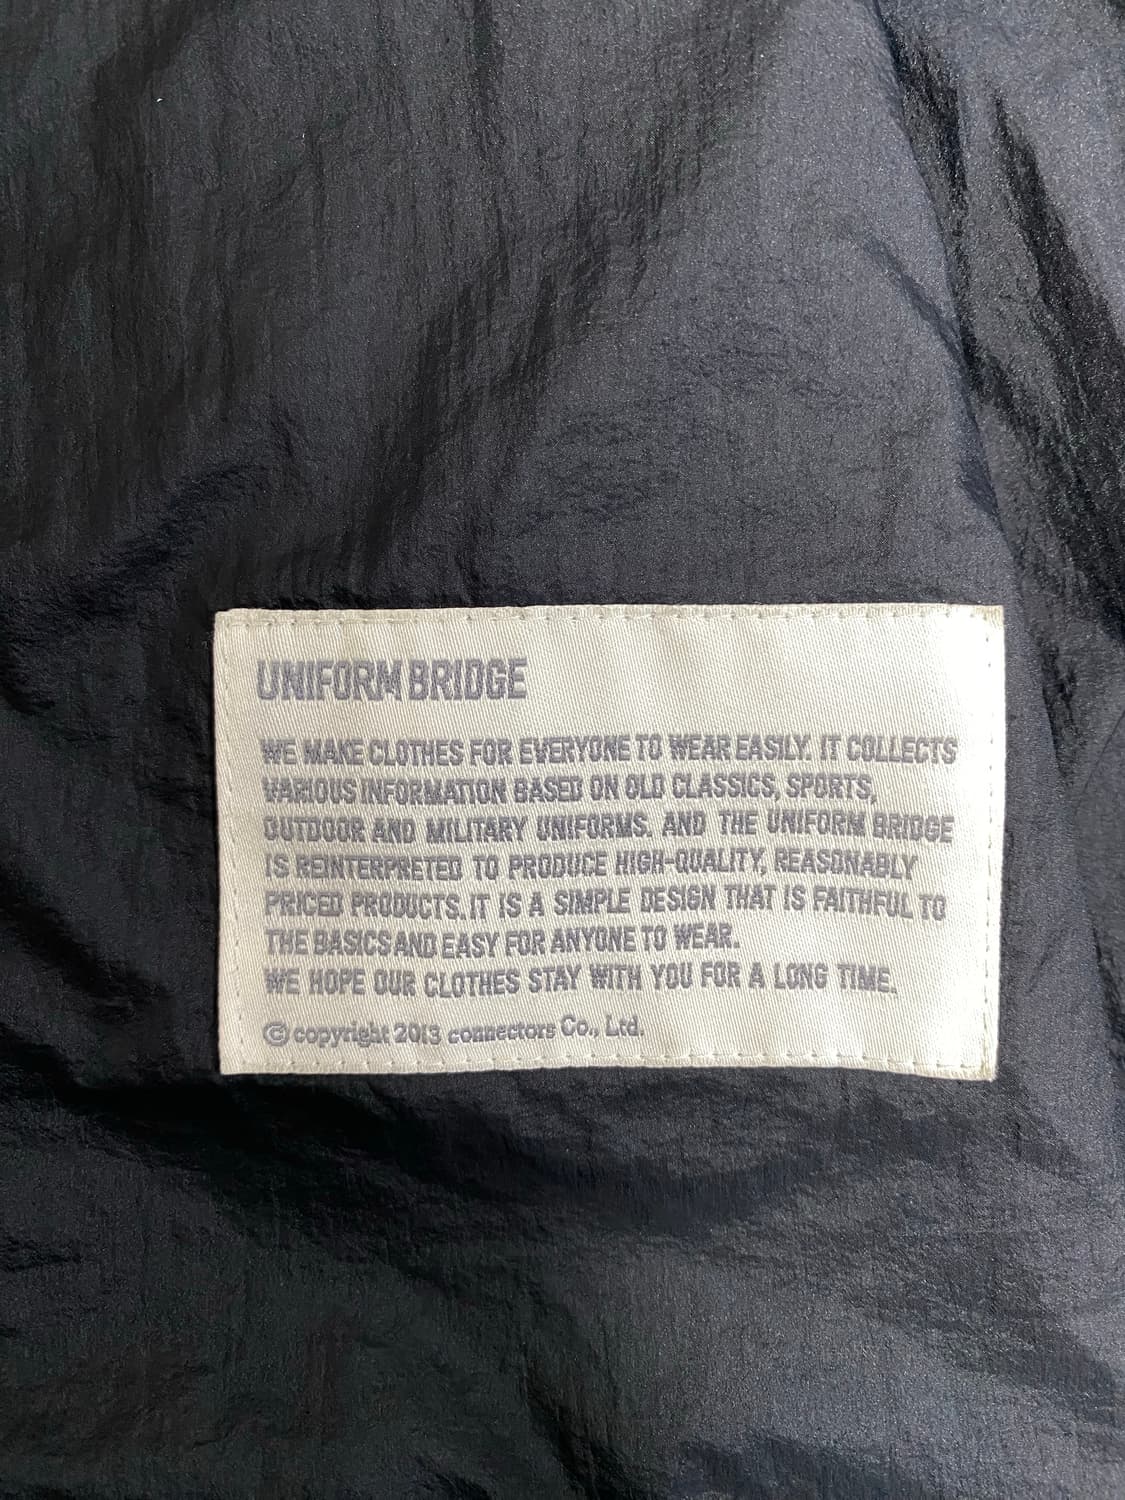 UNIFORM BRIDGE
WE MAKE CLOTHES FOR EVERYONE TO WEAR EASILY. IT COLLECTS
VARIOUS INFORMATION BASED ON OLD CLASSICS, SPORTS,
OUTDOOR AND MILITARY UNIFORMS. AND THE UNIFORM BRIDGE
IS REINTERPRETED TO PRODUCE HIGH-QUALITY, REASONABLY
PRICED PRODUCTS. IT IS A SIMPLE DESIGN THAT IS FAITHFUL TO
THE BASICS AND EASY FOR ANYONE TO WEAR.
WE HOPE OUR CLOTHES STAY WITH YOU FOR A LONG TIME.
© copyright 2013 connectors Co., Ltd.